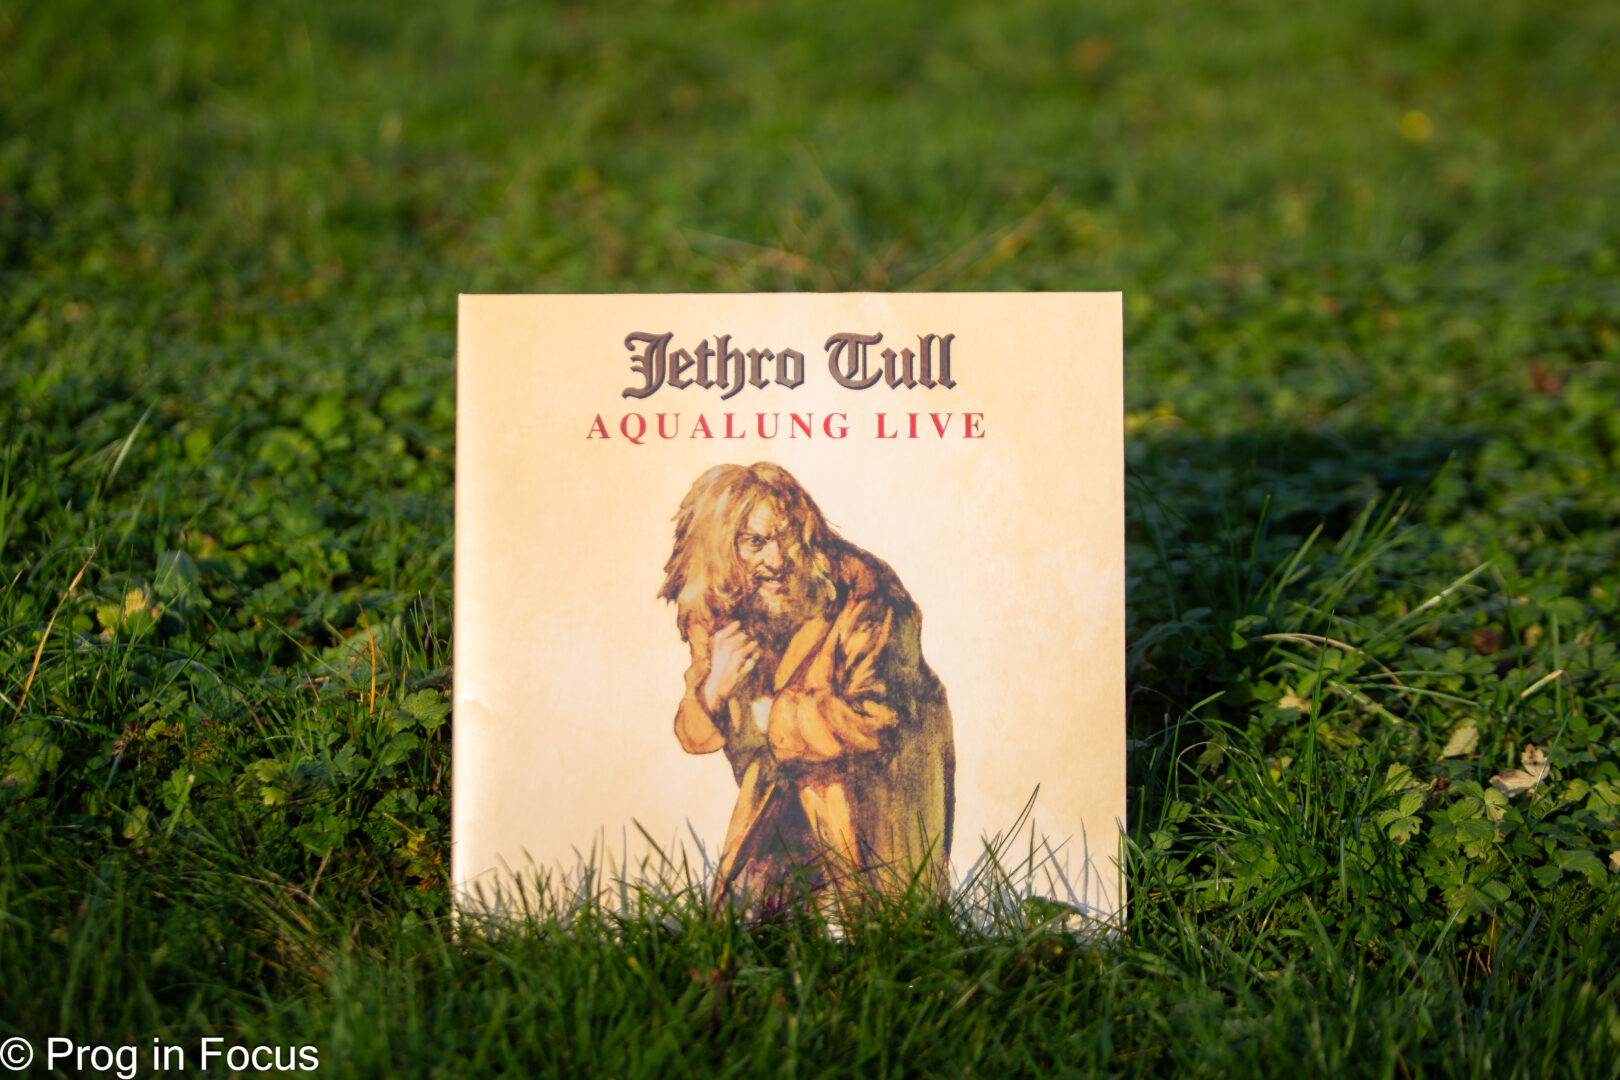 Jethro Tull
AQUALUNG LIVE
© Prog in Focus